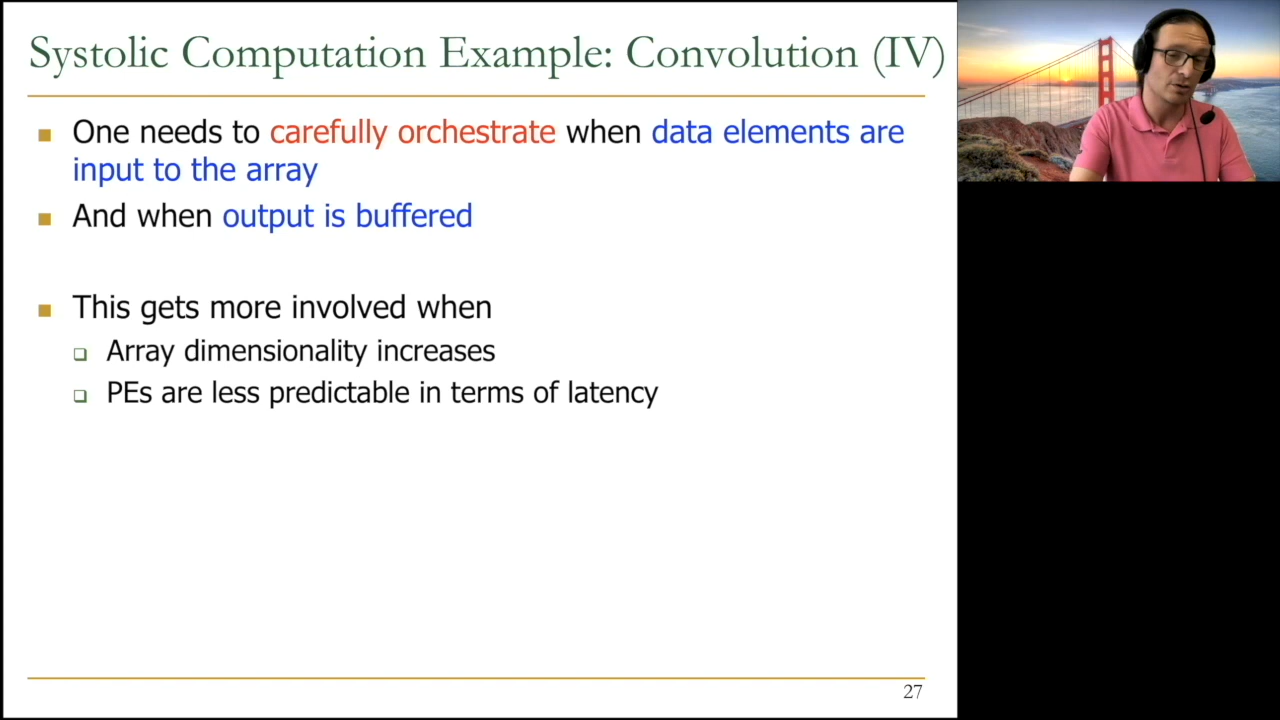 Systolic Computation Example: Convolution (IV)
One needs to carefully orchestrate when data elements are
input to the array
And when output is buffered
This gets more involved when
Array dimensionality increases
PEs are less predictable in terms of latency
27